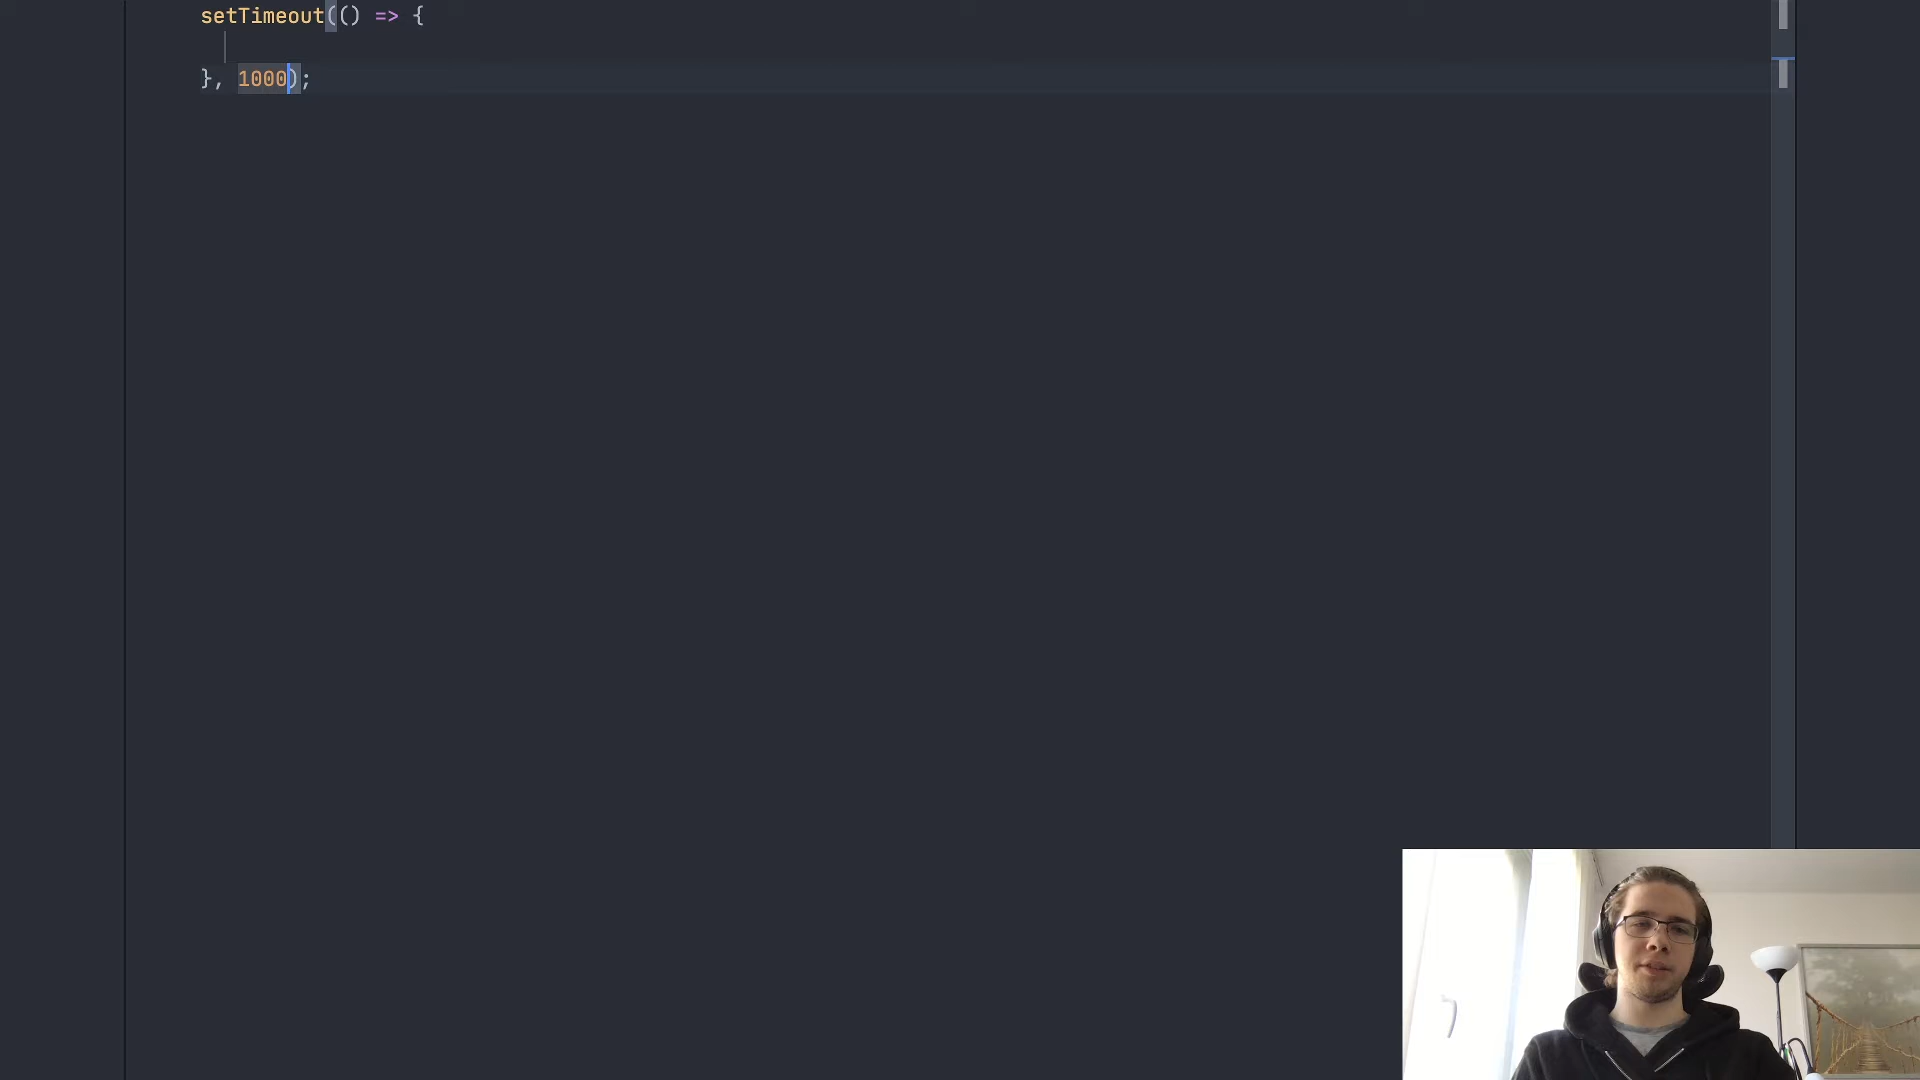 setTimeout(() => {
}, 1000);